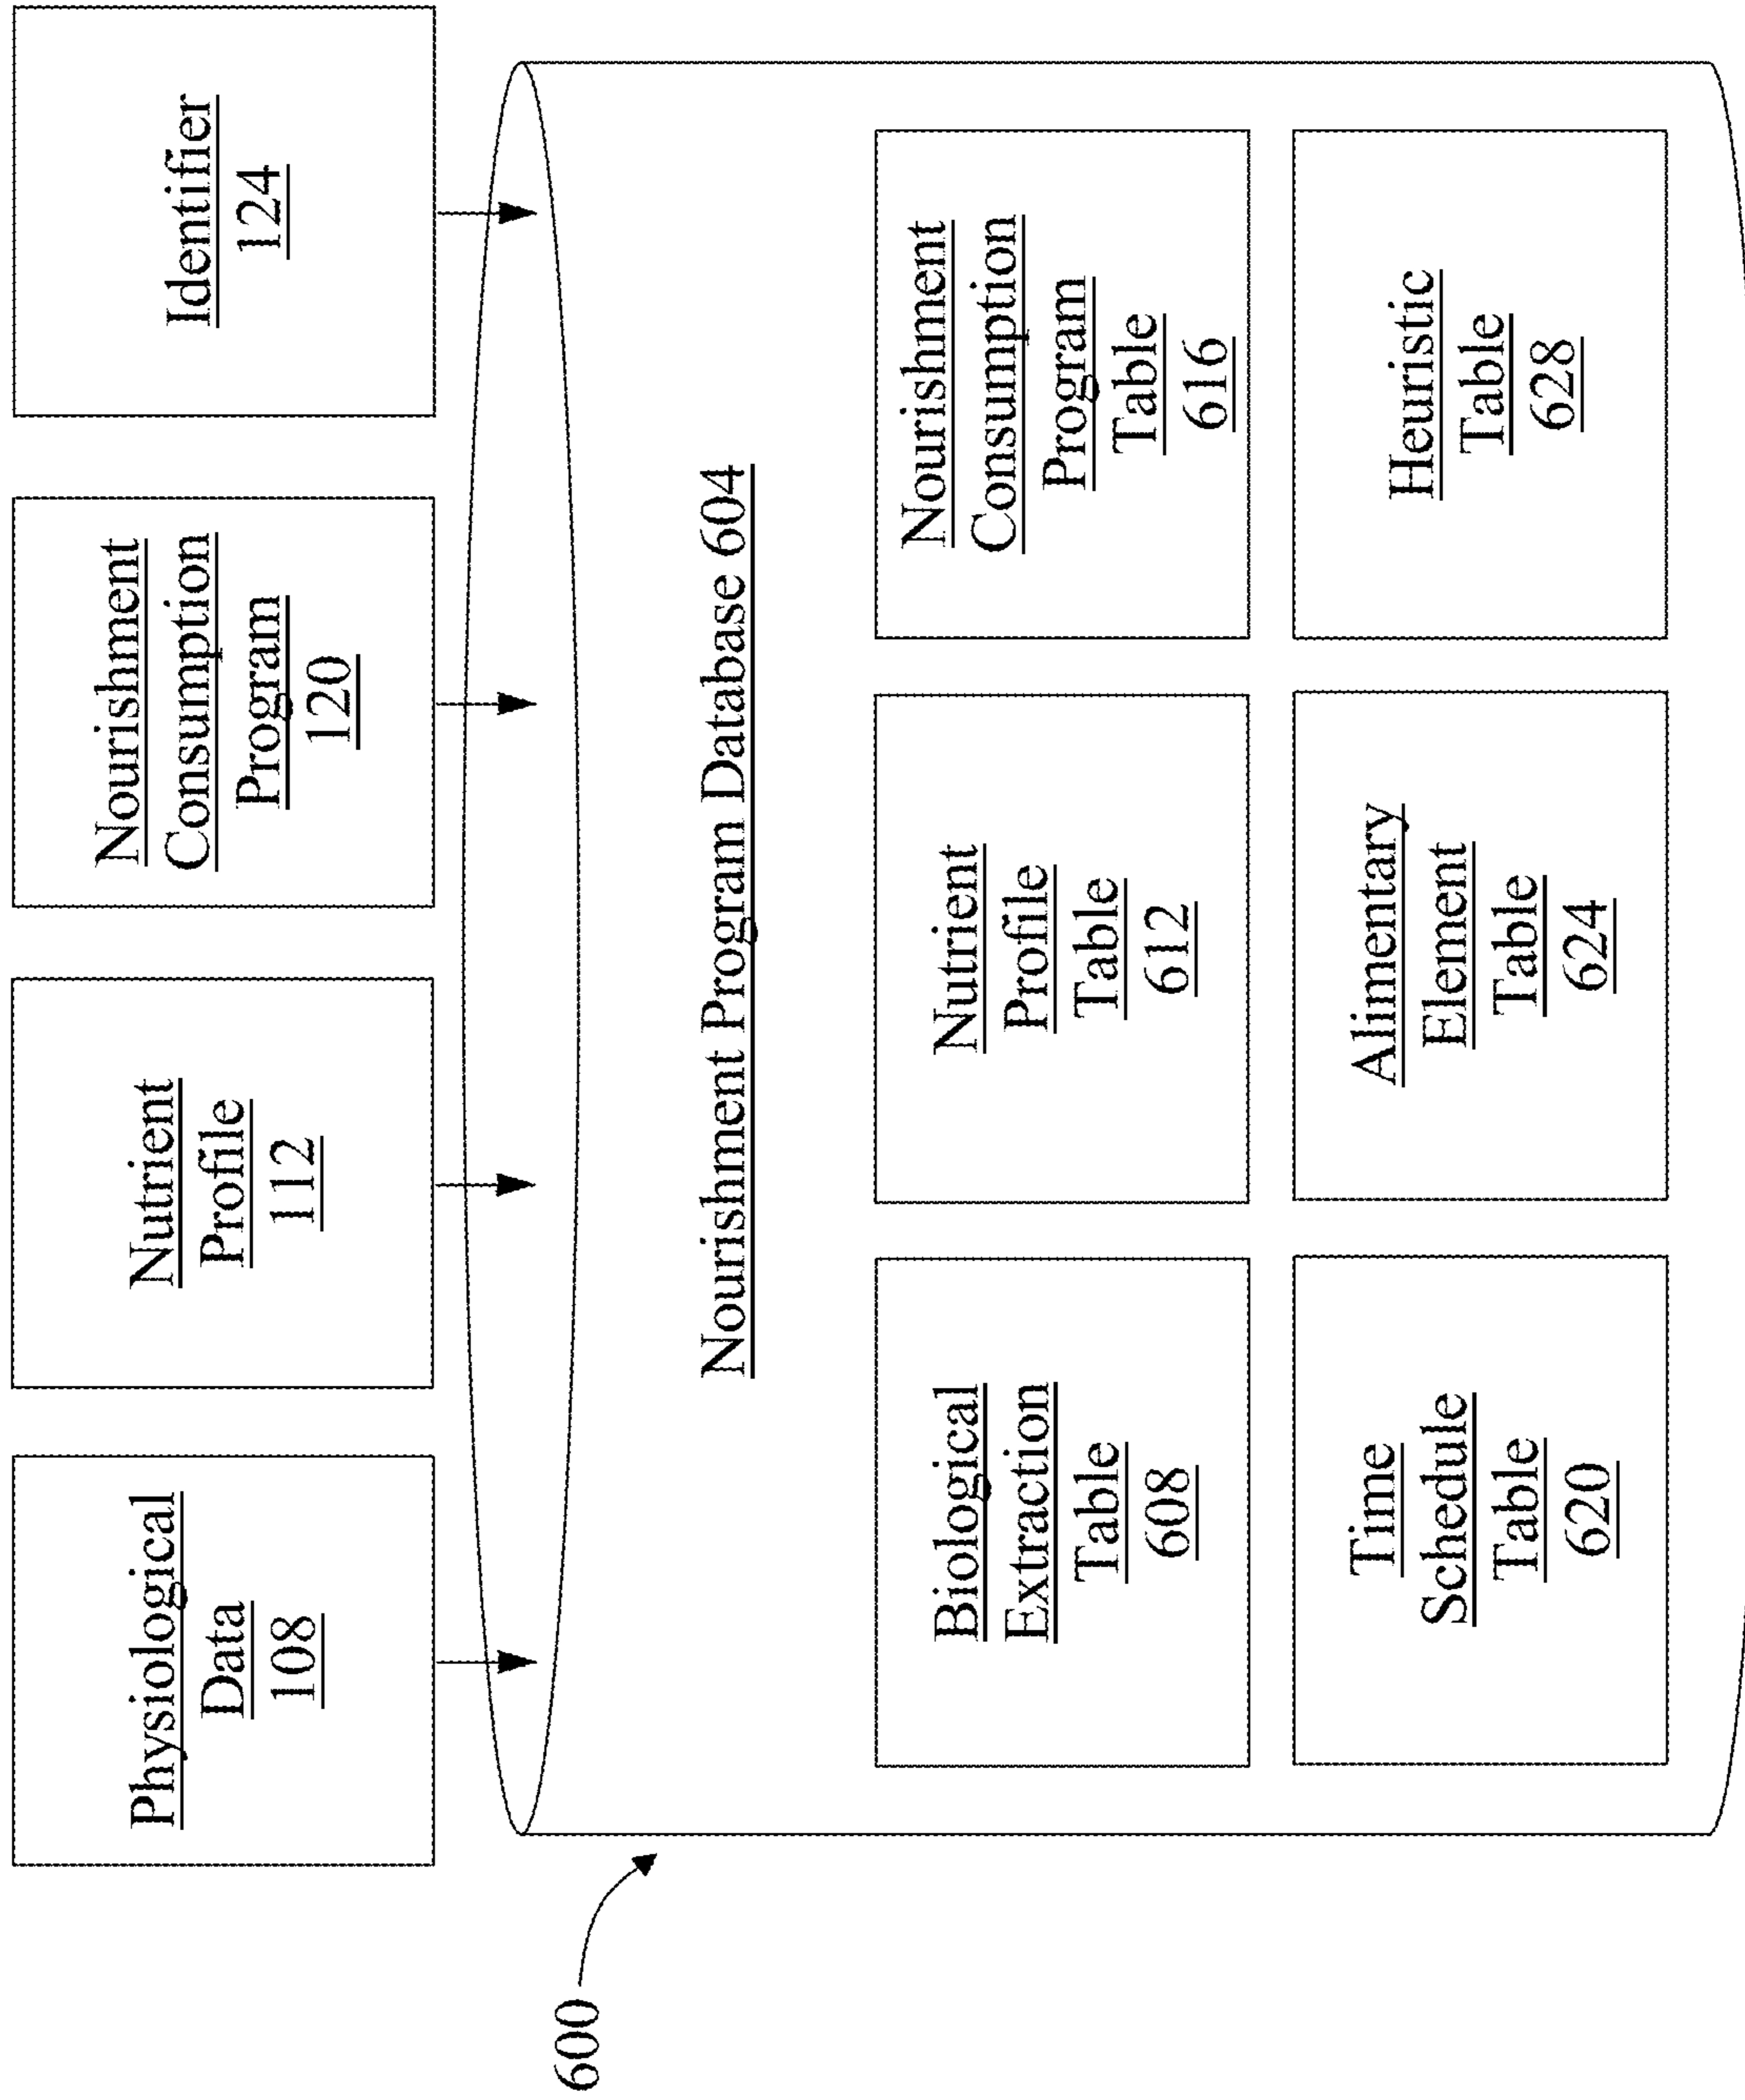 Physiological
Data
108
Nutrient
Profile
112
Nourishment
Consumption
Program
120
Identifier
124
600
Nourishment Program Database 604
Biological
Extraction
Table
608
Nutrient
Profile
Table
612
Nourishment
Consumption
Program
Table
616
Time
Schedule
Table
620
Alimentary
Element
Table
624
Heuristic
Table
628